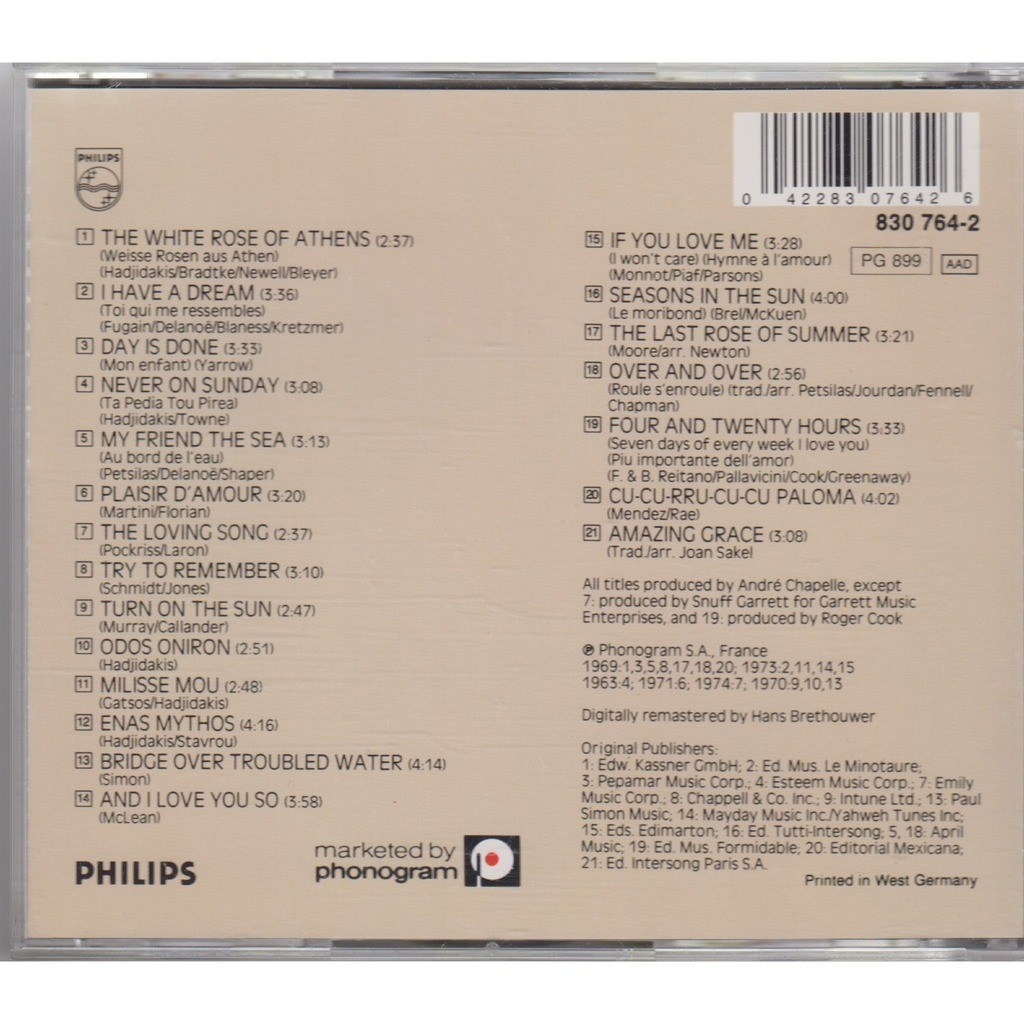 PHILIPS
1 THE WHITE ROSE OF ATHENS (2:37)
(Weisse Rosen aus Athen)
(Hadjidakis/Bradtke/Newell/Bleyer)
2 I HAVE A DREAM (3:36)
(Toi qui me ressembles)
(Fugain/Delanoë/Blaness/Kretzmer)
3 DAY IS DONE (3:33)
(Mon enfant) (Yarrow)
4 NEVER ON SUNDAY (3:08)
(Ta Pedia Tou Pirea)
(Hadjidakis/Towne)
5 MY FRIEND THE SEA (3:13)
(Au bord de l'eau)
(Petsilas/Delanoë/Shaper)
6 PLAISIR D'AMOUR (3:20)
(Martini/Florian)
7 THE LOVING SONG (2:37)
(Pockriss/Laron)
8 TRY TO REMEMBER (3:10)
(Schmidt/Jones)
9 TURN ON THE SUN (2:47)
(Murray/Callander)
10 ODOS ONIRON (2:51)
(Hadjidakis)
11 MILISSE MOU (2:48)
(Gatsos/Hadjidakis)
12 ENAS MYTHOS (4:16)
(Hadjidakis/Stavrou)
13 BRIDGE OVER TROUBLED WATER (4:14)
(Simon)
14 AND I LOVE YOU SO (3:58)
(McLean)
PHILIPS
marketed by
phonogram
0 42283 07642 6
830 764-2
PG 899
AAD
15 IF YOU LOVE ME (3:28)
(I won't care) (Hymne à l'amour)
(Monnot/Piaf/Parsons)
16 SEASONS IN THE SUN (4:00)
(Le moribond) (Brel/McKuen)
17 THE LAST ROSE OF SUMMER (3:21)
(Moore/arr. Newton)
18 OVER AND OVER (2:56)
(Roule s'enroule) (trad./arr. Petsilas/Jourdan/Fennell/
Chapman)
19 FOUR AND TWENTY HOURS (3:33)
(Seven days of every week I love you)
(Piu importante dell'amor)
(F. & B. Reitano/Pallavicini/Cook/Greenaway)
20 CU-CU-RRU-CU-CU PALOMA (4:02)
(Mendez/Rae)
21 AMAZING GRACE (3:08)
(Trad./arr. Joan Sakel
All titles produced by André Chapelle, except
7: produced by Snuff Garrett for Garrett Music
Enterprises, and 19: produced by Roger Cook
℗ Phonogram S.A., France
1969:1,3,5,8,17,18,20; 1973:2,11,14,15
1963:4; 1971:6; 1974:7; 1970:9,10,13
Digitally remastered by Hans Brethouwer
Original Publishers:
1: Edw. Kassner GmbH; 2: Ed. Mus. Le Minotaure;
3: Pepamar Music Corp.; 4: Esteem Music Corp.; 7: Emily
Music Corp.; 8: Chappell & Co. Inc.; 9: Intune Ltd.; 13: Paul
Simon Music; 14: Mayday Music Inc./Yahweh Tunes Inc;
15: Eds. Edimarton; 16: Ed. Tutti-Intersong; 5, 18: April
Music; 19: Ed. Mus. Formidable; 20: Editorial Mexicana;
21: Ed. Intersong Paris S.A.
Printed in West Germany